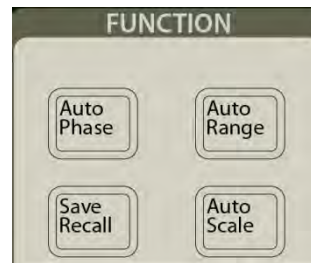 FUNCTION
Auto
Phase
Auto
Range
Save
Recall
Auto
Scale